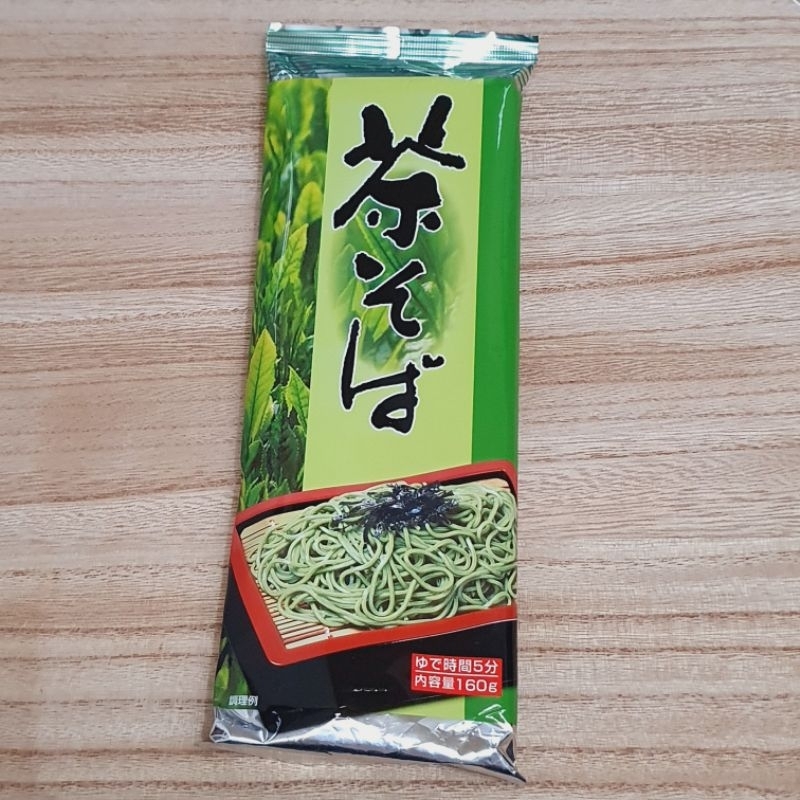 茶そば
ゆで時間5分
内容量160g
調理例